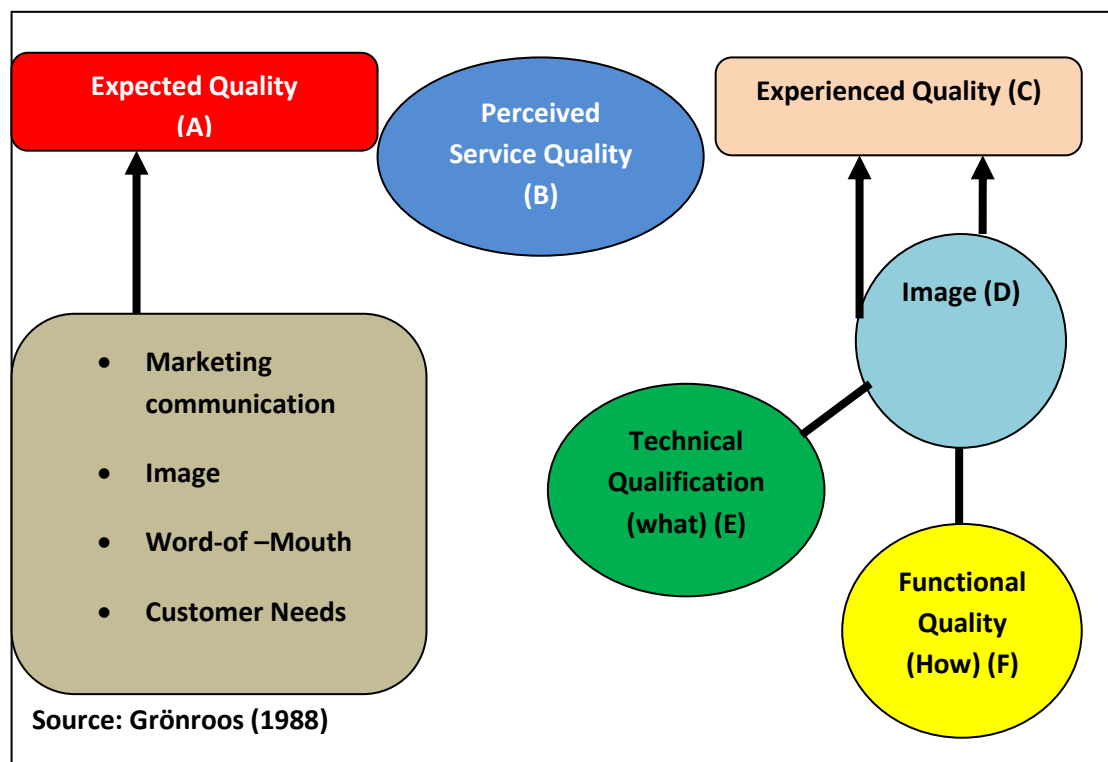 Expected Quality
(A)
Perceived
Service Quality
(B)
Experienced Quality (C)
Image (D)
• Marketing
communication
• Image
• Word-of –Mouth
• Customer Needs
Technical
Qualification
(what) (E)
Functional
Quality
(How) (F)
Source: Grönroos (1988)